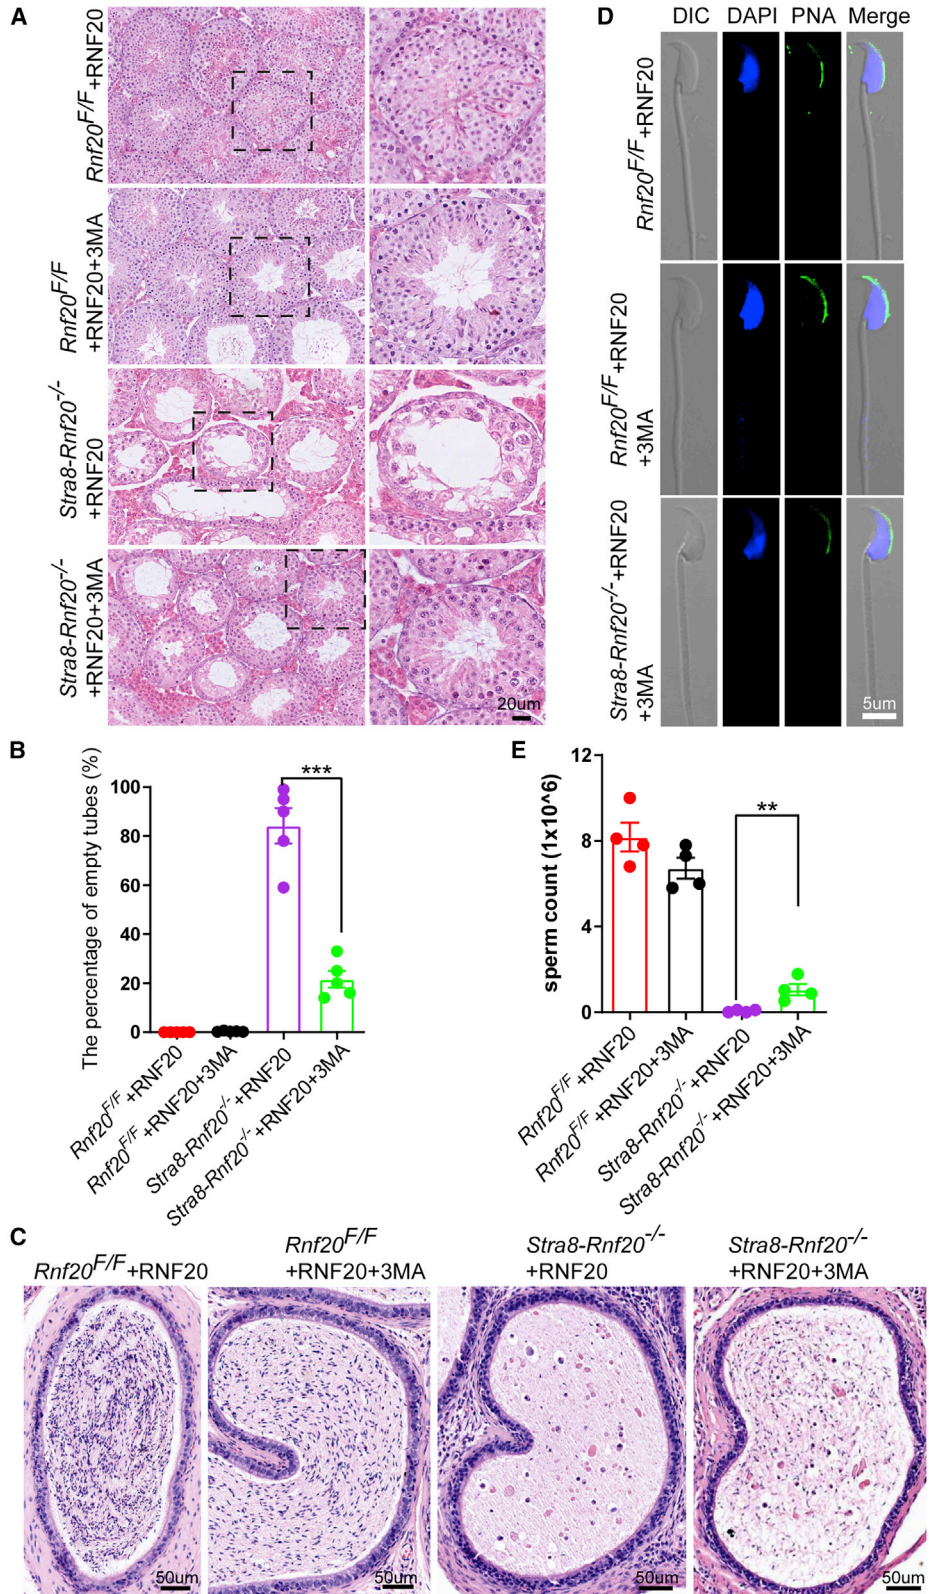 A
Rnf20F/F+RNF20
Rnf20F/F
+RNF20+3MA
Stra8-Rnf20-/-
+RNF20
Stra8-Rnf20-/-
+RNF20+3MA
20um
D
DIC DAPI PNA Merge
Rnf20F/F+RNF20
Rnf20F/F+RNF20
+3MA
Stra8-Rnf20-/-+RNF20
+3MA
5um
B
The percentage of empty tubes (%)
100
80
60
40
20
0
***
Rnf20F/F +RNF20
Rnf20F/F +RNF20+3MA
Stra8-Rnf20-/- +RNF20
Stra8-Rnf20-/- +RNF20+3MA
E
sperm count (1x10^6)
12
8
4
0
**
Rnf20F/F +RNF20
Rnf20F/F +RNF20+3MA
Stra8-Rnf20-/- +RNF20
Stra8-Rnf20-/- +RNF20+3MA
C
Rnf20F/F+RNF20
Rnf20F/F
+RNF20+3MA
Stra8-Rnf20-/-
+RNF20
Stra8-Rnf20-/-
+RNF20+3MA
50um
50um
50um
50um